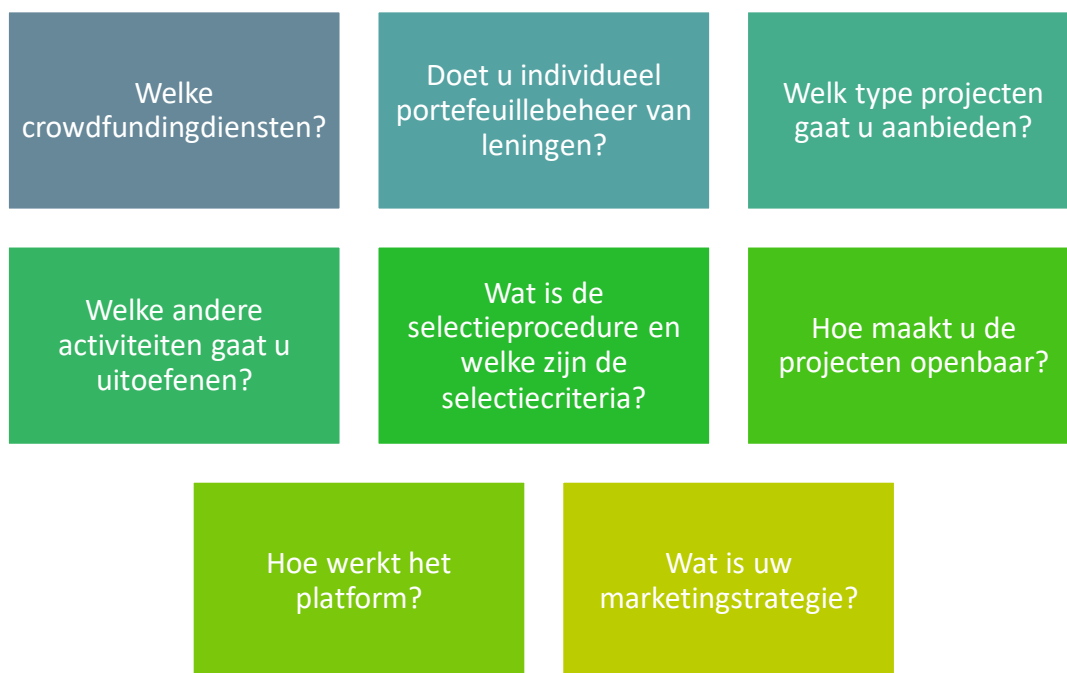 Welke
crowdfundingdiensten?
Doet u individueel
portefeuillebeheer van
leningen?
Welk type projecten
gaat u aanbieden?
Welke andere
activiteiten gaat u
uitoefenen?
Wat is de
selectieprocedure en
welke zijn de
selectiecriteria?
Hoe maakt u de
projecten openbaar?
Hoe werkt het
platform?
Wat is uw
marketingstrategie?